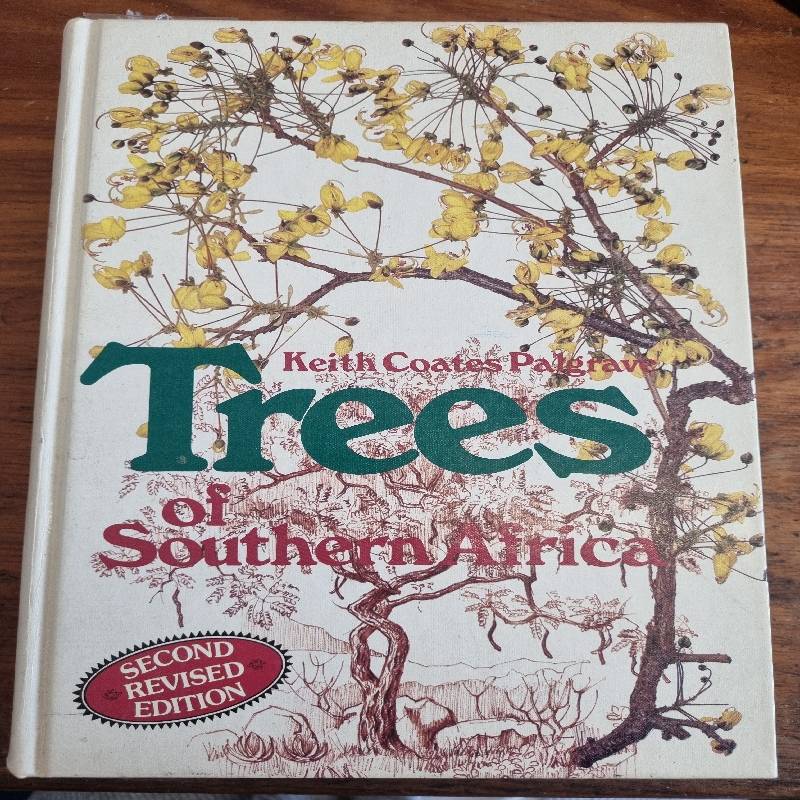 Keith Coates Palgrave
Trees
of
Southern Africa
SECOND
REVISED
EDITION